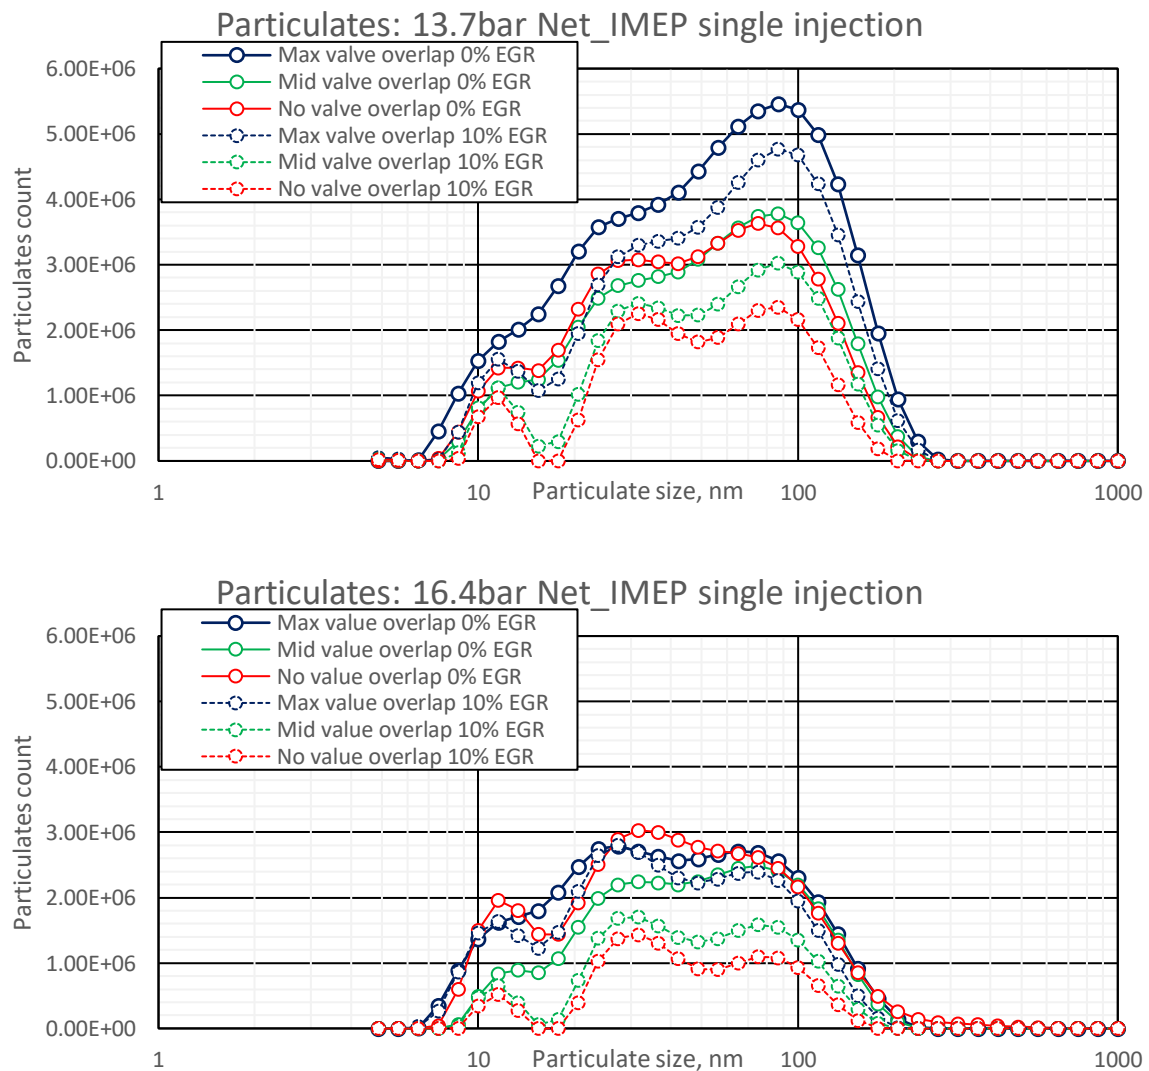 Particulates: 13.7bar Net_IMEP single injection
Max valve overlap 0% EGR
Mid valve overlap 0% EGR
No valve overlap 0% EGR
Max valve overlap 10% EGR
Mid valve overlap 10% EGR
No valve overlap 10% EGR
6.00E+06
5.00E+06
4.00E+06
3.00E+06
2.00E+06
1.00E+06
0.00E+00
Particulates count
1 10 100 1000
Particulate size, nm
Particulates: 16.4bar Net_IMEP single injection
Max value overlap 0% EGR
Mid value overlap 0% EGR
No value overlap 0% EGR
Max value overlap 10% EGR
Mid value overlap 10% EGR
No value overlap 10% EGR
6.00E+06
5.00E+06
4.00E+06
3.00E+06
2.00E+06
1.00E+06
0.00E+00
Particulates count
1 10 100 1000
Particulate size, nm